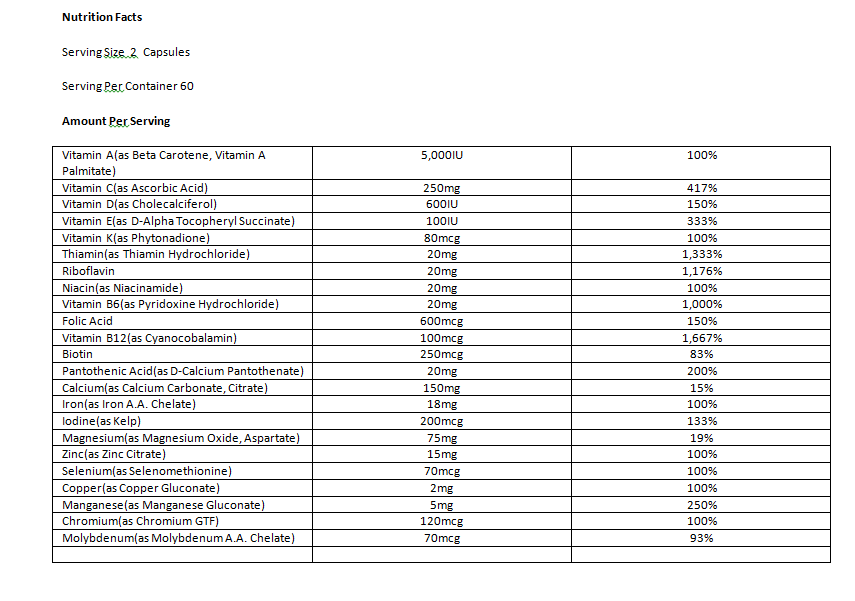 Nutrition Facts
Serving Size 2 Capsules
Serving Per Container 60
Amount Per Serving
Vitamin A(as Beta Carotene, Vitamin A 5,000IU 100%
Palmitate)
Vitamin C(as Ascorbic Acid) 250mg 417%
Vitamin D(as Cholecalciferol) 600IU 150%
Vitamin E(as D-Alpha Tocopheryl Succinate) 100IU 333%
Vitamin K(as Phytonadione) 80mcg 100%
Thiamin(as Thiamin Hydrochloride) 20mg 1,333%
Riboflavin 20mg 1,176%
Niacin(as Niacinamide) 20mg 100%
Vitamin B6(as Pyridoxine Hydrochloride) 20mg 1,000%
Folic Acid 600mcg 150%
Vitamin B12(as Cyanocobalamin) 100mcg 1,667%
Biotin 250mcg 83%
Pantothenic Acid(as D-Calcium Pantothenate) 20mg 200%
Calcium(as Calcium Carbonate, Citrate) 150mg 15%
Iron(as Iron A.A. Chelate) 18mg 100%
Iodine(as Kelp) 200mcg 133%
Magnesium(as Magnesium Oxide, Aspartate) 75mg 19%
Zinc(as Zinc Citrate) 15mg 100%
Selenium(as Selenomethionine) 70mcg 100%
Copper(as Copper Gluconate) 2mg 100%
Manganese(as Manganese Gluconate) 5mg 250%
Chromium(as Chromium GTF) 120mcg 100%
Molybdenum(as Molybdenum A.A. Chelate) 70mcg 93%